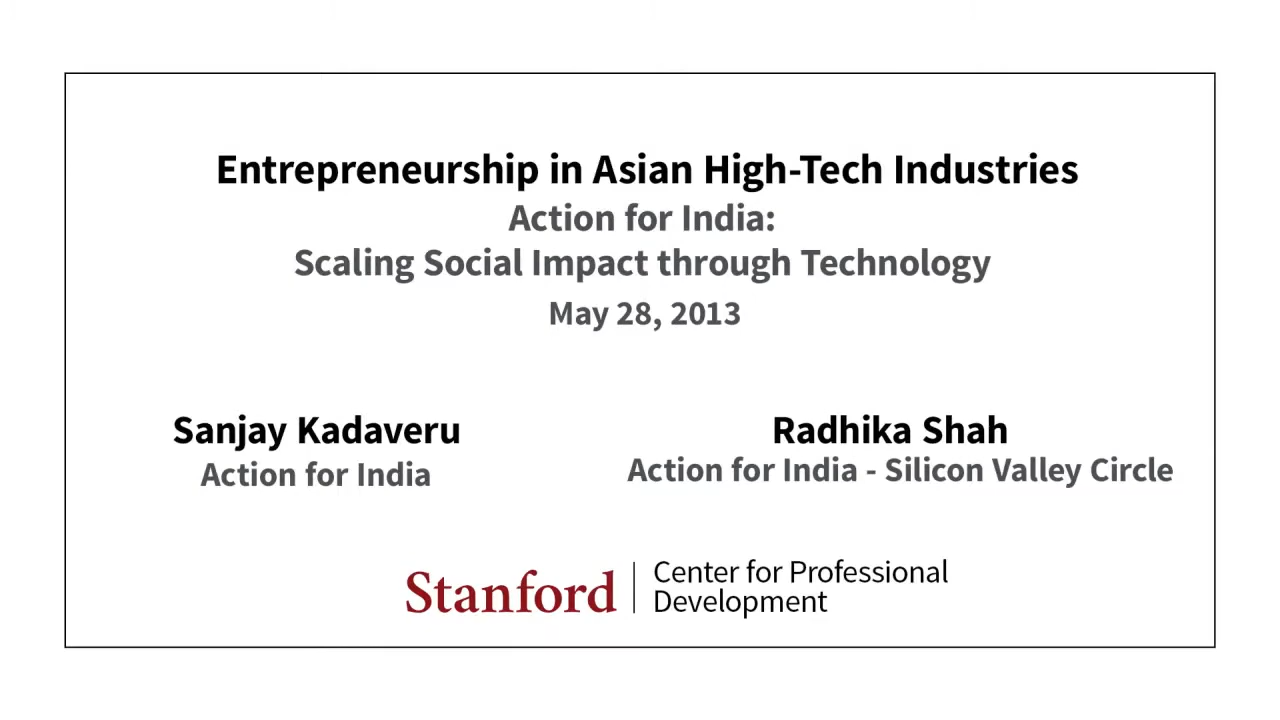 Entrepreneurship in Asian High-Tech Industries
Action for India:
Scaling Social Impact through Technology
May 28, 2013
Sanjay Kadaveru
Action for India
Radhika Shah
Action for India - Silicon Valley Circle
Stanford
Center for Professional
Development